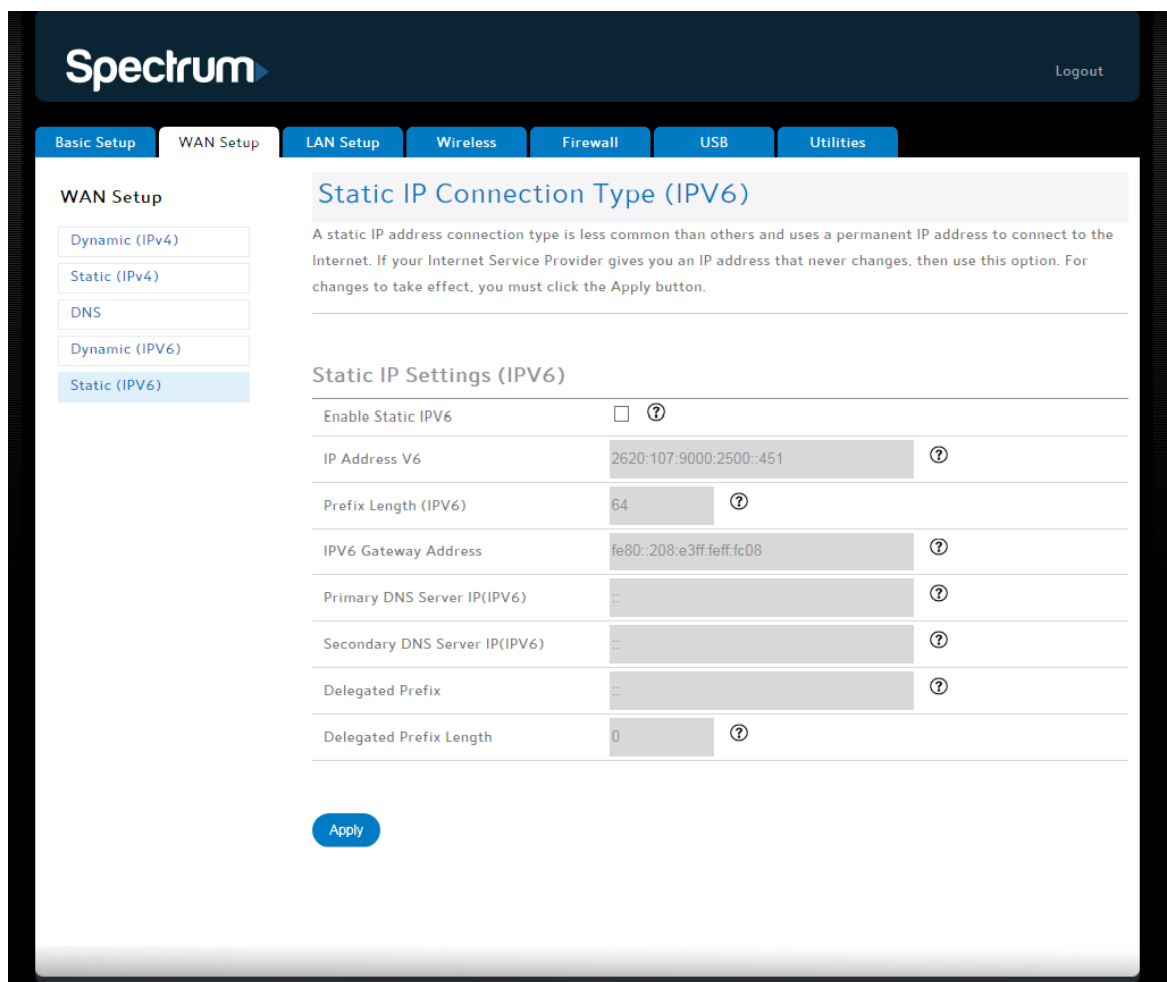 Spectrum
Logout
Basic Setup WAN Setup LAN Setup Wireless Firewall USB Utilities
WAN Setup
Dynamic (IPv4)
Static (IPv4)
DNS
Dynamic (IPV6)
Static (IPV6)
Static IP Connection Type (IPV6)
A static IP address connection type is less common than others and uses a permanent IP address to connect to the
Internet. If your Internet Service Provider gives you an IP address that never changes, then use this option. For
changes to take effect, you must click the Apply button.
Static IP Settings (IPV6)
Enable Static IPV6 ?
IP Address V6 2620:107:9000:2500::451 ?
Prefix Length (IPV6) 64 ?
IPV6 Gateway Address fe80::208:e3ff:feff:fc08 ?
Primary DNS Server IP(IPV6) :: ?
Secondary DNS Server IP(IPV6) :: ?
Delegated Prefix :: ?
Delegated Prefix Length 0 ?
Apply